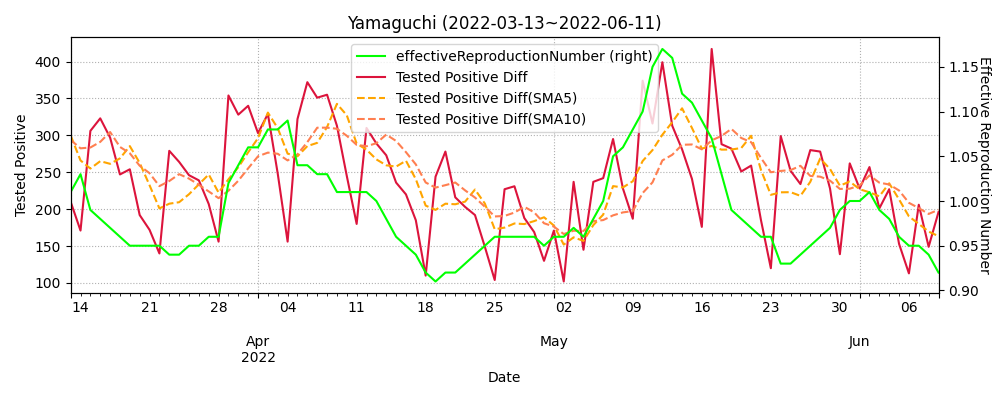 Yamaguchi (2022-03-13~2022-06-11)
effectiveReproductionNumber (right)
Tested Positive Diff
Tested Positive Diff(SMA5)
Tested Positive Diff(SMA10)
Tested Positive
400
350
300
250
200
150
100
Effective Reproduction Number
1.15
1.10
1.05
1.00
0.95
0.90
14 21 28 04 11 18 25 02 09 16 23 30 06
Apr May Jun
2022
Date